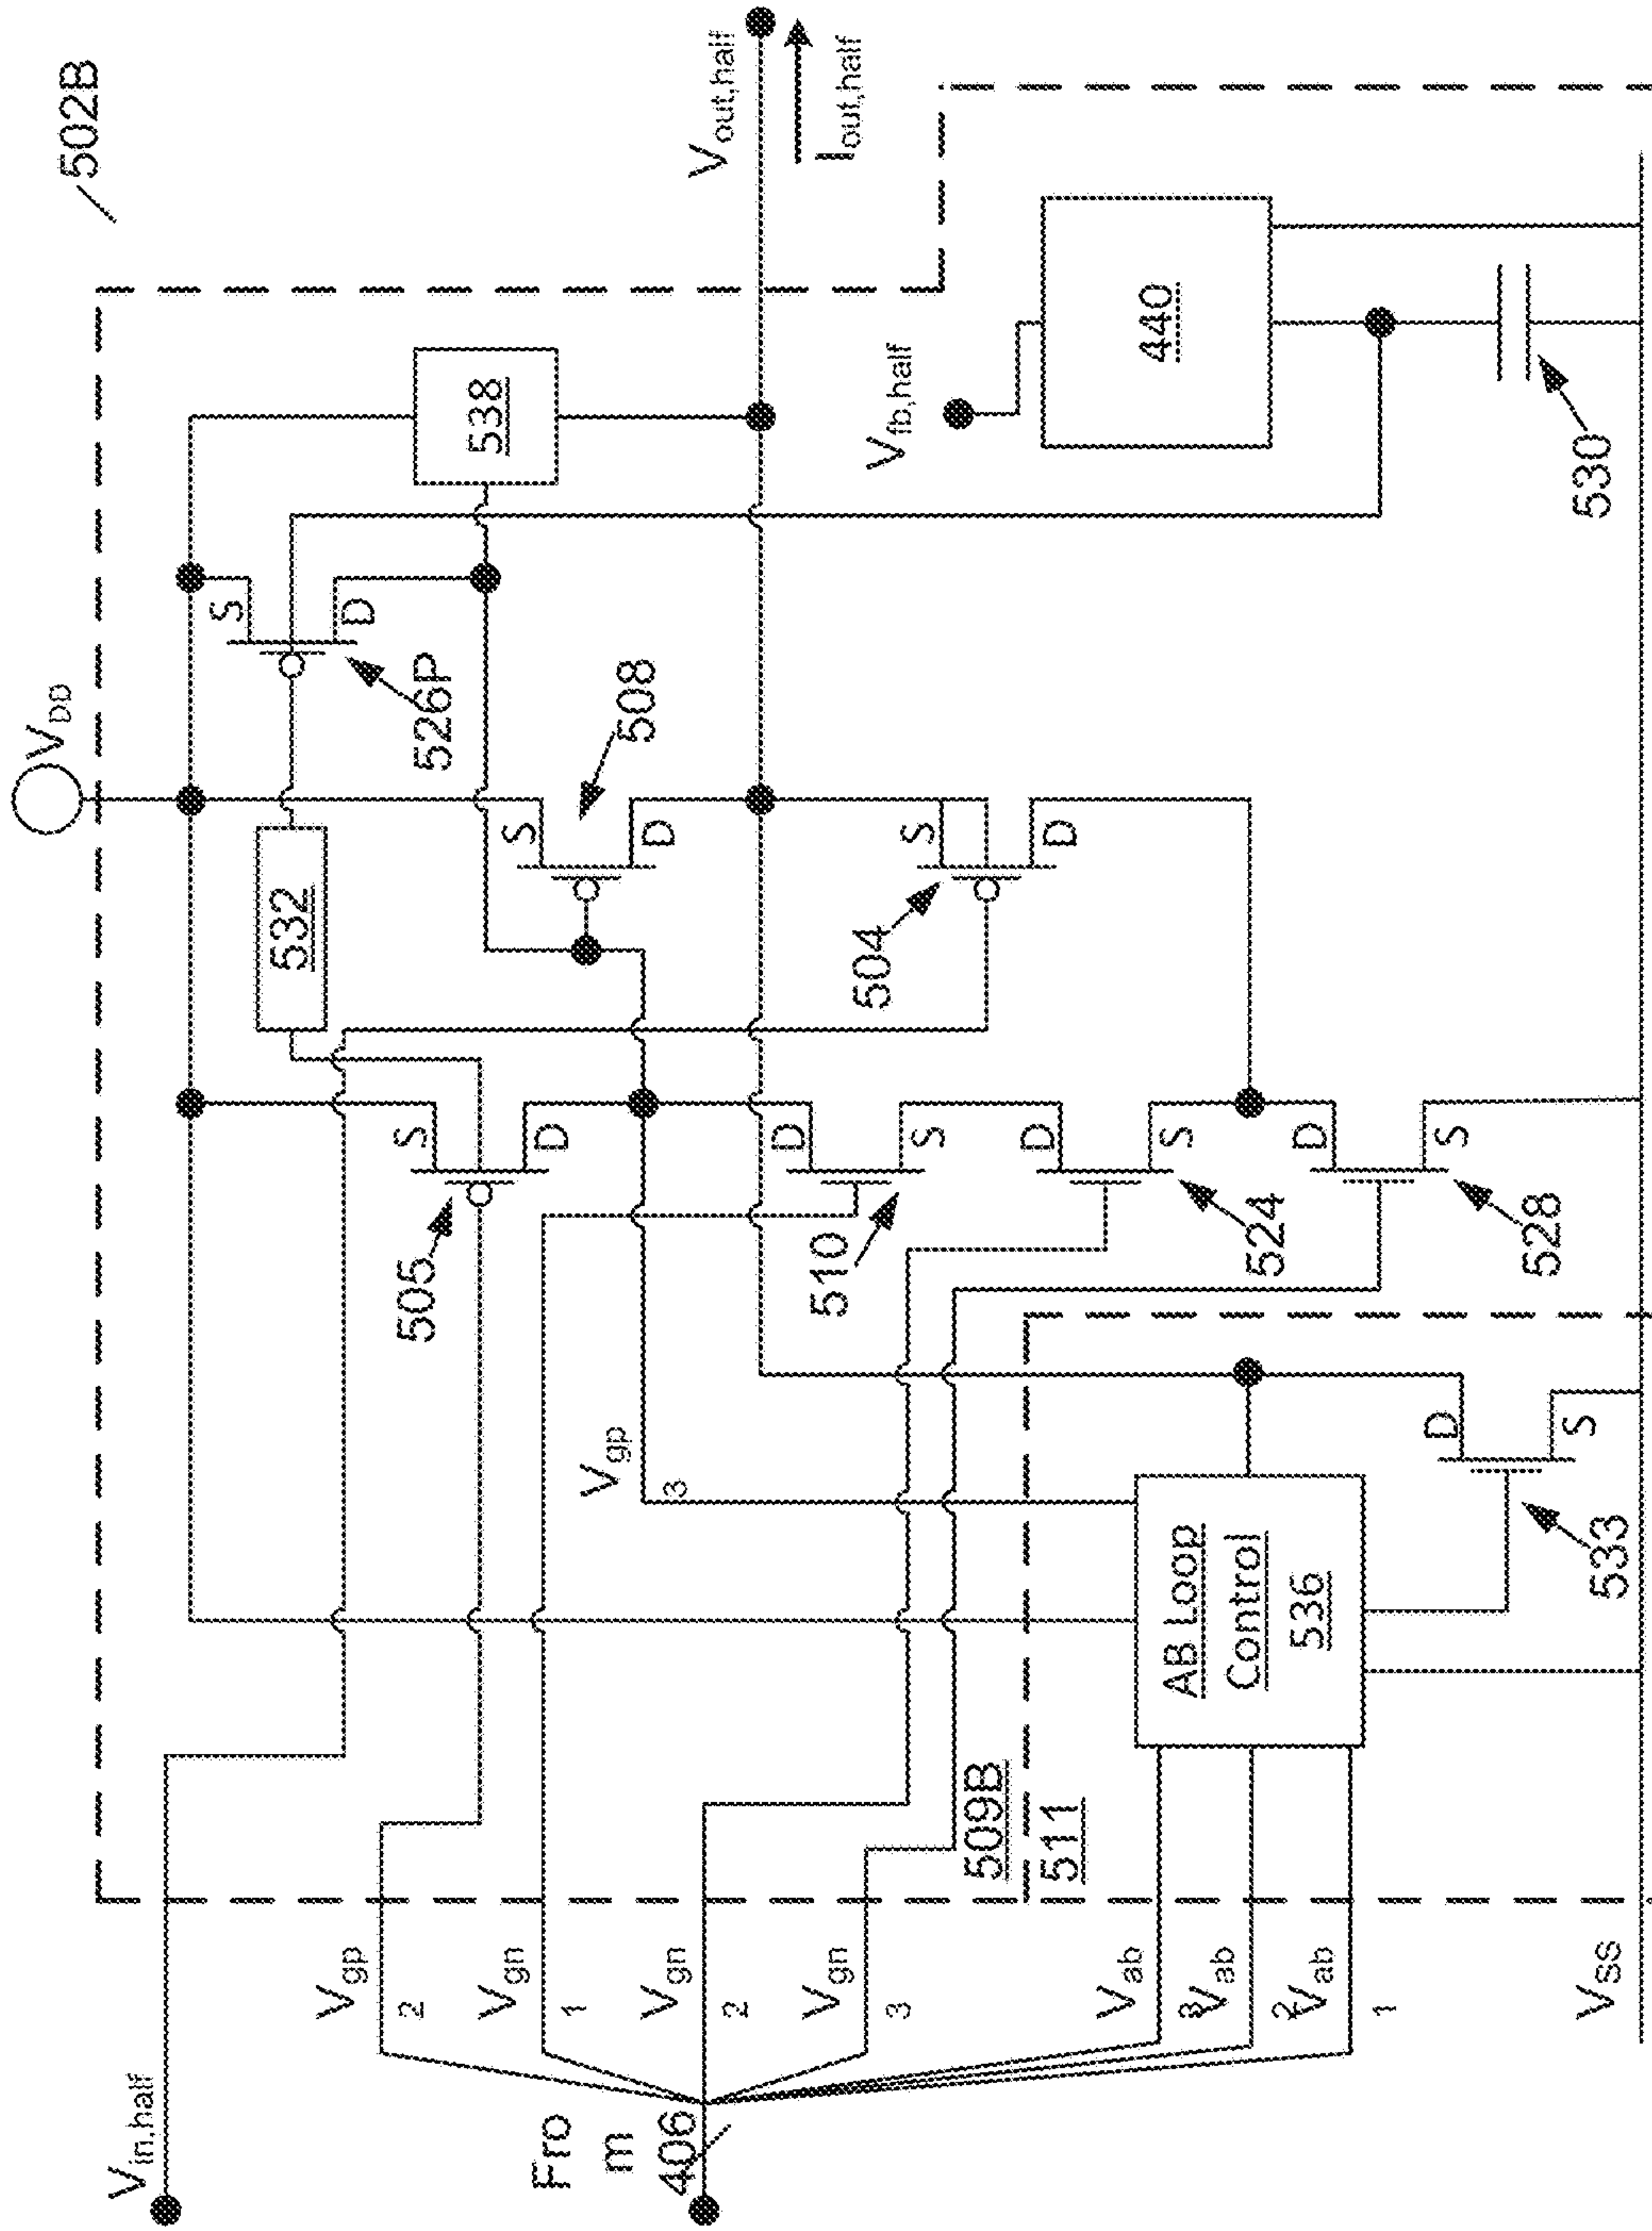 502B
V_DD
V_in,half
V_out,half
I_out,half
V_fb,half
532
538
440
526P
508
504
505
510
524
528
530
533
V_gp
3
V_gp
2
V_gn
1
V_gn
2
V_gn
3
V_ab
3
V_ab
2
V_ab
1
Fro
m
406
509B
511
AB Loop
Control
536
V_SS
S
D
S
D
S
D
S
D
D
S
D
S
D
S
D
S